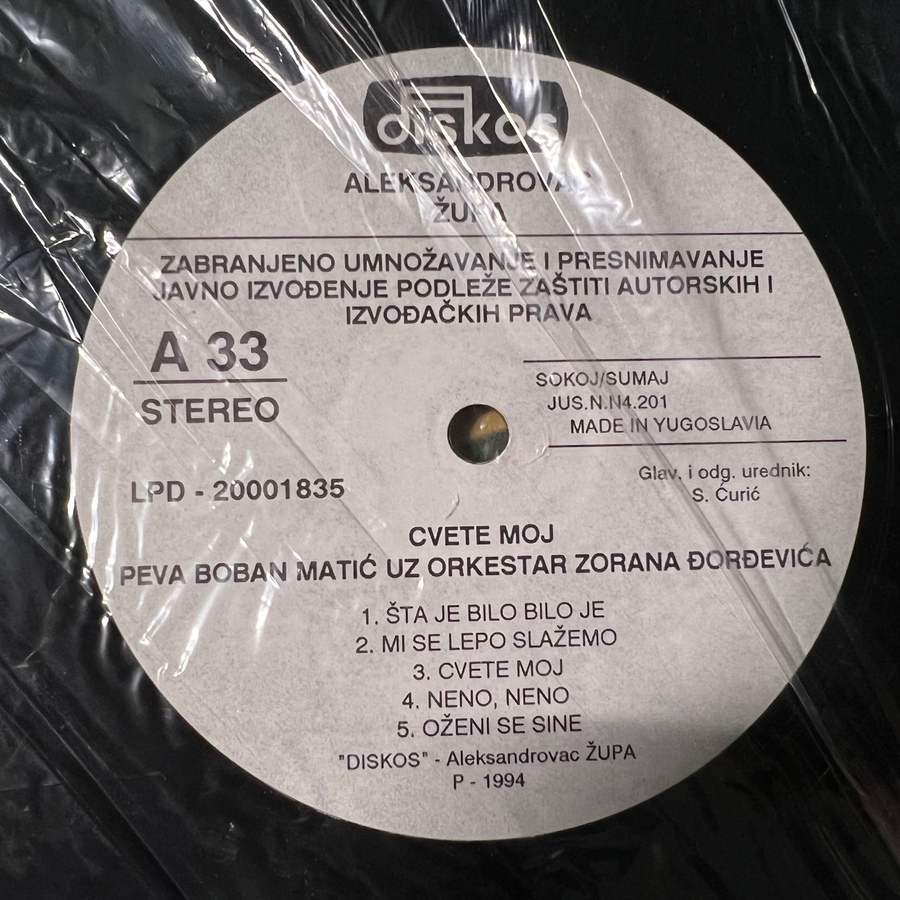 diskos
ALEKSANDROVAC
ŽUPA
ZABRANJENO UMNOŽAVANJE I PRESNIMAVANJE
JAVNO IZVOĐENJE PODLEŽE ZAŠTITI AUTORSKIH I
IZVOĐAČKIH PRAVA
A 33
STEREO
SOKOJ/SUMAJ
JUS.N.N4.201
MADE IN YUGOSLAVIA
LPD - 20001835
Glav. i odg. urednik:
S. Ćurić
CVETE MOJ
PEVA BOBAN MATIĆ UZ ORKESTAR ZORANA ĐORĐEVIĆA
1. ŠTA JE BILO BILO JE
2. MI SE LEPO SLAŽEMO
3. CVETE MOJ
4. NENO, NENO
5. OŽENI SE SINE
"DISKOS" - Aleksandrovac ŽUPA
P - 1994